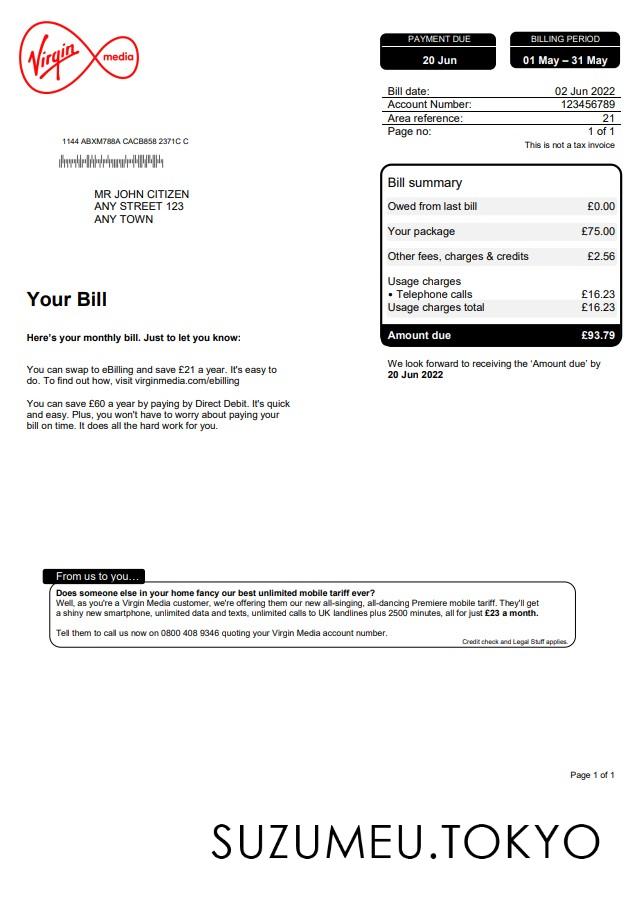 Virgin media
PAYMENT DUE
20 Jun
BILLING PERIOD
01 May – 31 May
Bill date: 02 Jun 2022
Account Number: 123456789
Area reference: 21
Page no: 1 of 1
This is not a tax invoice
1144 ABXM788A CACB858 2371C C
MR JOHN CITIZEN
ANY STREET 123
ANY TOWN
Bill summary
Owed from last bill £0.00
Your package £75.00
Other fees, charges & credits £2.56
Usage charges
• Telephone calls £16.23
Usage charges total £16.23
Amount due £93.79
We look forward to receiving the ‘Amount due’ by
20 Jun 2022
Your Bill
Here’s your monthly bill. Just to let you know:
You can swap to eBilling and save £21 a year. It's easy to
do. To find out how, visit virginmedia.com/ebilling
You can save £60 a year by paying by Direct Debit. It's quick
and easy. Plus, you won't have to worry about paying your
bill on time. It does all the hard work for you.
From us to you…
Does someone else in your home fancy our best unlimited mobile tariff ever?
Well, as you're a Virgin Media customer, we're offering them our new all-singing, all-dancing Premiere mobile tariff. They'll get
a shiny new smartphone, unlimited data and texts, unlimited calls to UK landlines plus 2500 minutes, all for just £23 a month.
Tell them to call us now on 0800 408 9346 quoting your Virgin Media account number.
Credit check and Legal Stuff applies.
Page 1 of 1
SUZUMEU.TOKYO